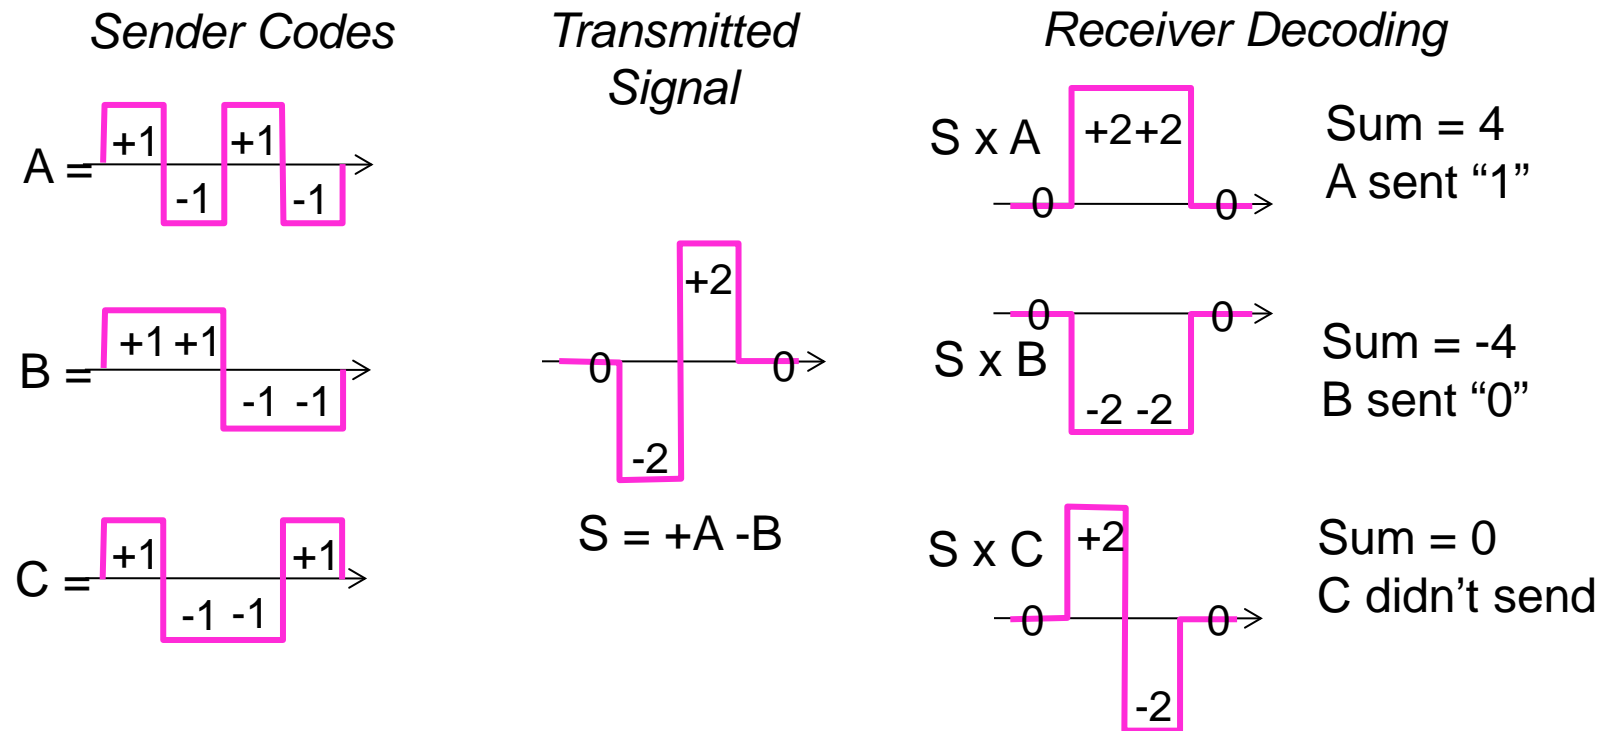 Sender Codes
A =
+1
-1
+1
-1
B =
+1 +1
-1 -1
C =
+1
-1 -1
+1
Transmitted
Signal
0
-2
+2
0
S = +A -B
Receiver Decoding
S x A
0
+2+2
0
Sum = 4
A sent “1”
S x B
0
-2 -2
0
Sum = -4
B sent “0”
S x C
0
+2
-2
0
Sum = 0
C didn’t send